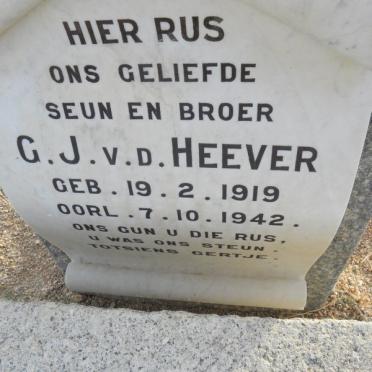 HIER RUS
ONS GELIEFDE
SEUN EN BROER
G.J. V.D. HEEVER
GEB. 19.2.1919
OORL. 7.10.1942.
ONS GUN U DIE RUS,
U WAS ONS STEUN.
TOTSIENS GERTJE.